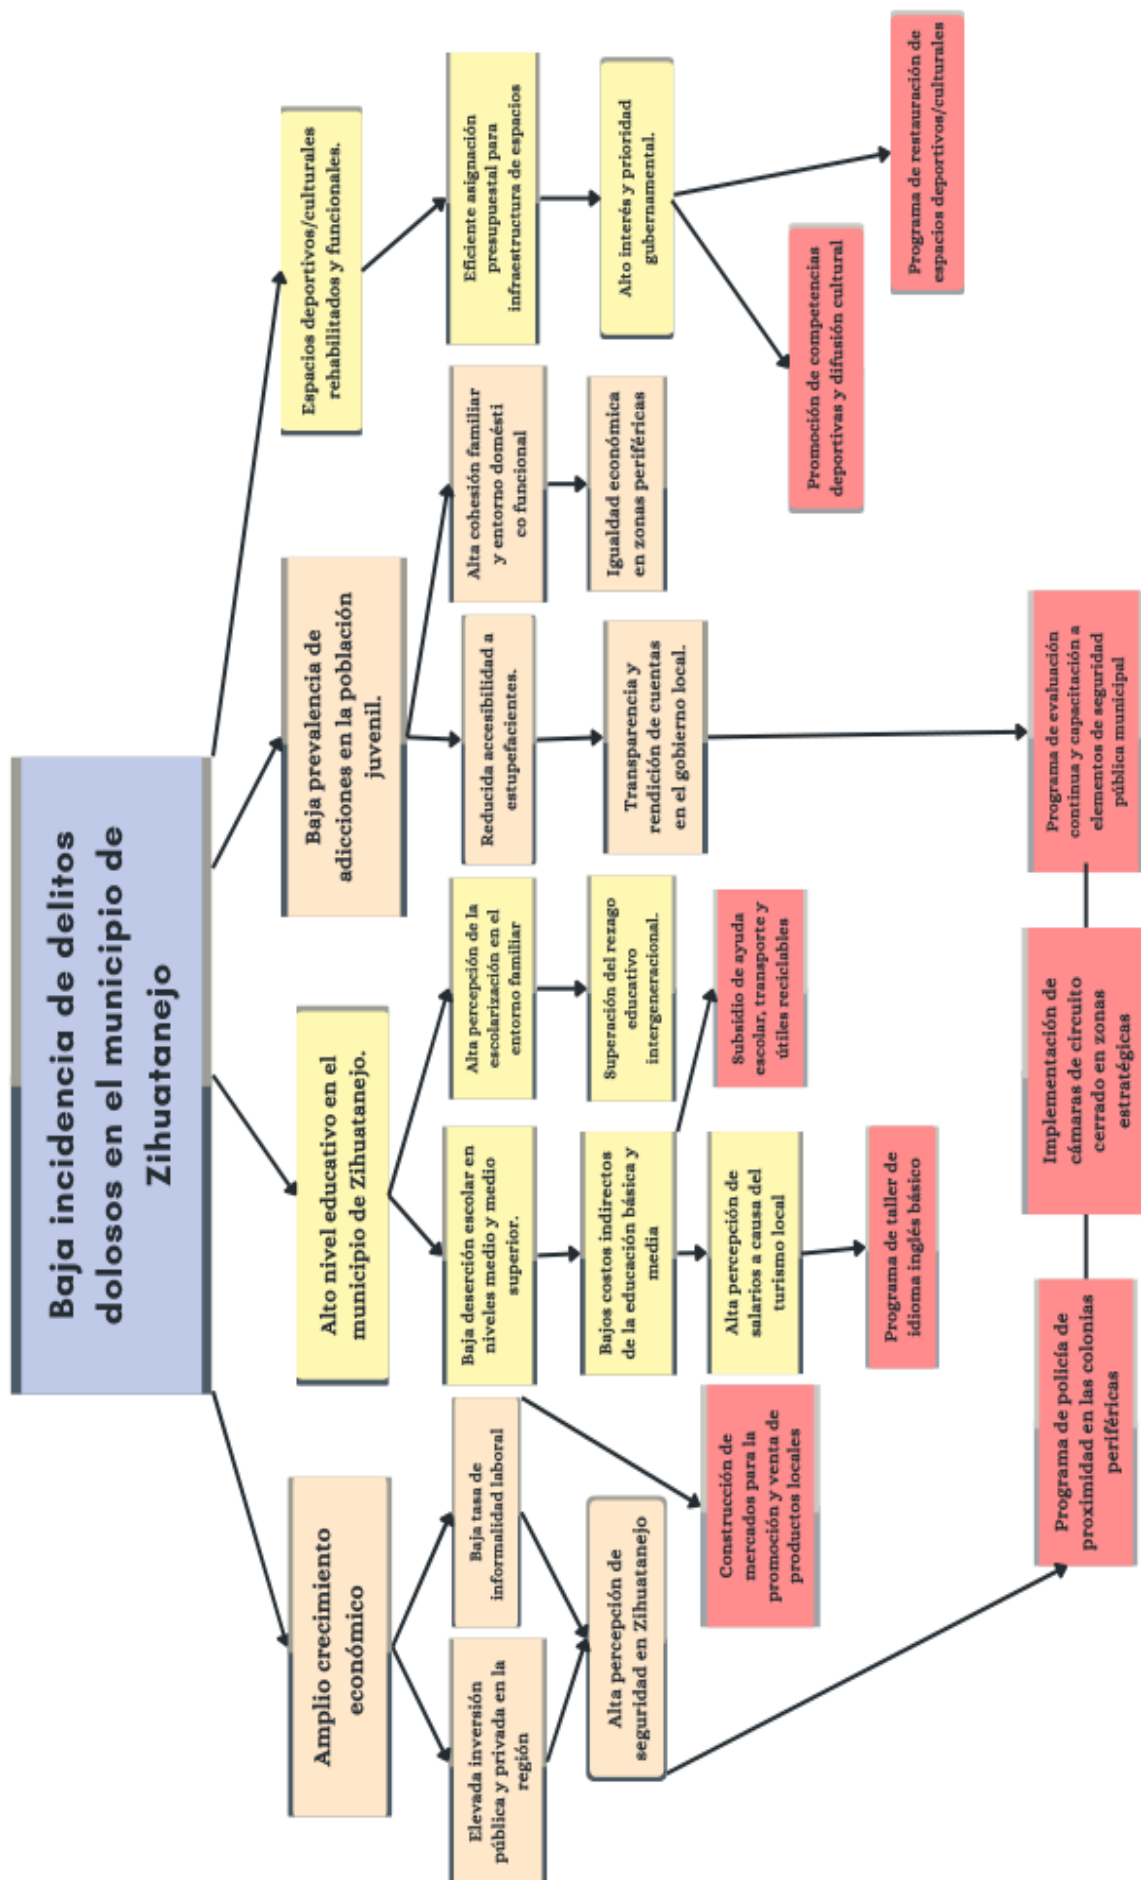 Baja incidencia de delitos
dolosos en el municipio de
Zihuatanejo
Amplio crecimiento
económico
Alto nivel educativo en el
municipio de Zihuatanejo.
Baja prevalencia de
adicciones en la población
juvenil.
Espacios deportivos/culturales
rehabilitados y funcionales.
Elevada inversión
pública y privada en la
región
Baja tasa de
informalidad laboral
Baja deserción escolar en
niveles medio y medio
superior.
Alta percepción de la
escolarización en el
entorno familiar
Reducida accesibilidad a
estupefacientes.
Alta cohesión familiar
y entorno domésti
co funcional
Eficiente asignación
presupuestal para
infraestructura de espacios
Alta percepción de
seguridad en Zihuatanejo
Bajos costos indirectos
de la educación básica y
media
Superación del rezago
educativo
intergeneracional.
Transparencia y
rendición de cuentas
en el gobierno local.
Igualdad económica
en zonas periféricas
Alto interés y prioridad
gubernamental.
Construcción de
mercados para la
promoción y venta de
productos locales
Alta percepción de
salarios a causa del
turismo local
Subsidio de ayuda
escolar, transporte y
útiles reciclables
Promoción de competencias
deportivas y difusión cultural
Programa de taller de
idioma inglés básico
Programa de restauración de
espacios deportivos/culturales
Programa de policía de
proximidad en las colonias
periféricas
Implementación de
cámaras de circuito
cerrado en zonas
estratégicas
Programa de evaluación
continua y capacitación a
elementos de seguridad
pública municipal